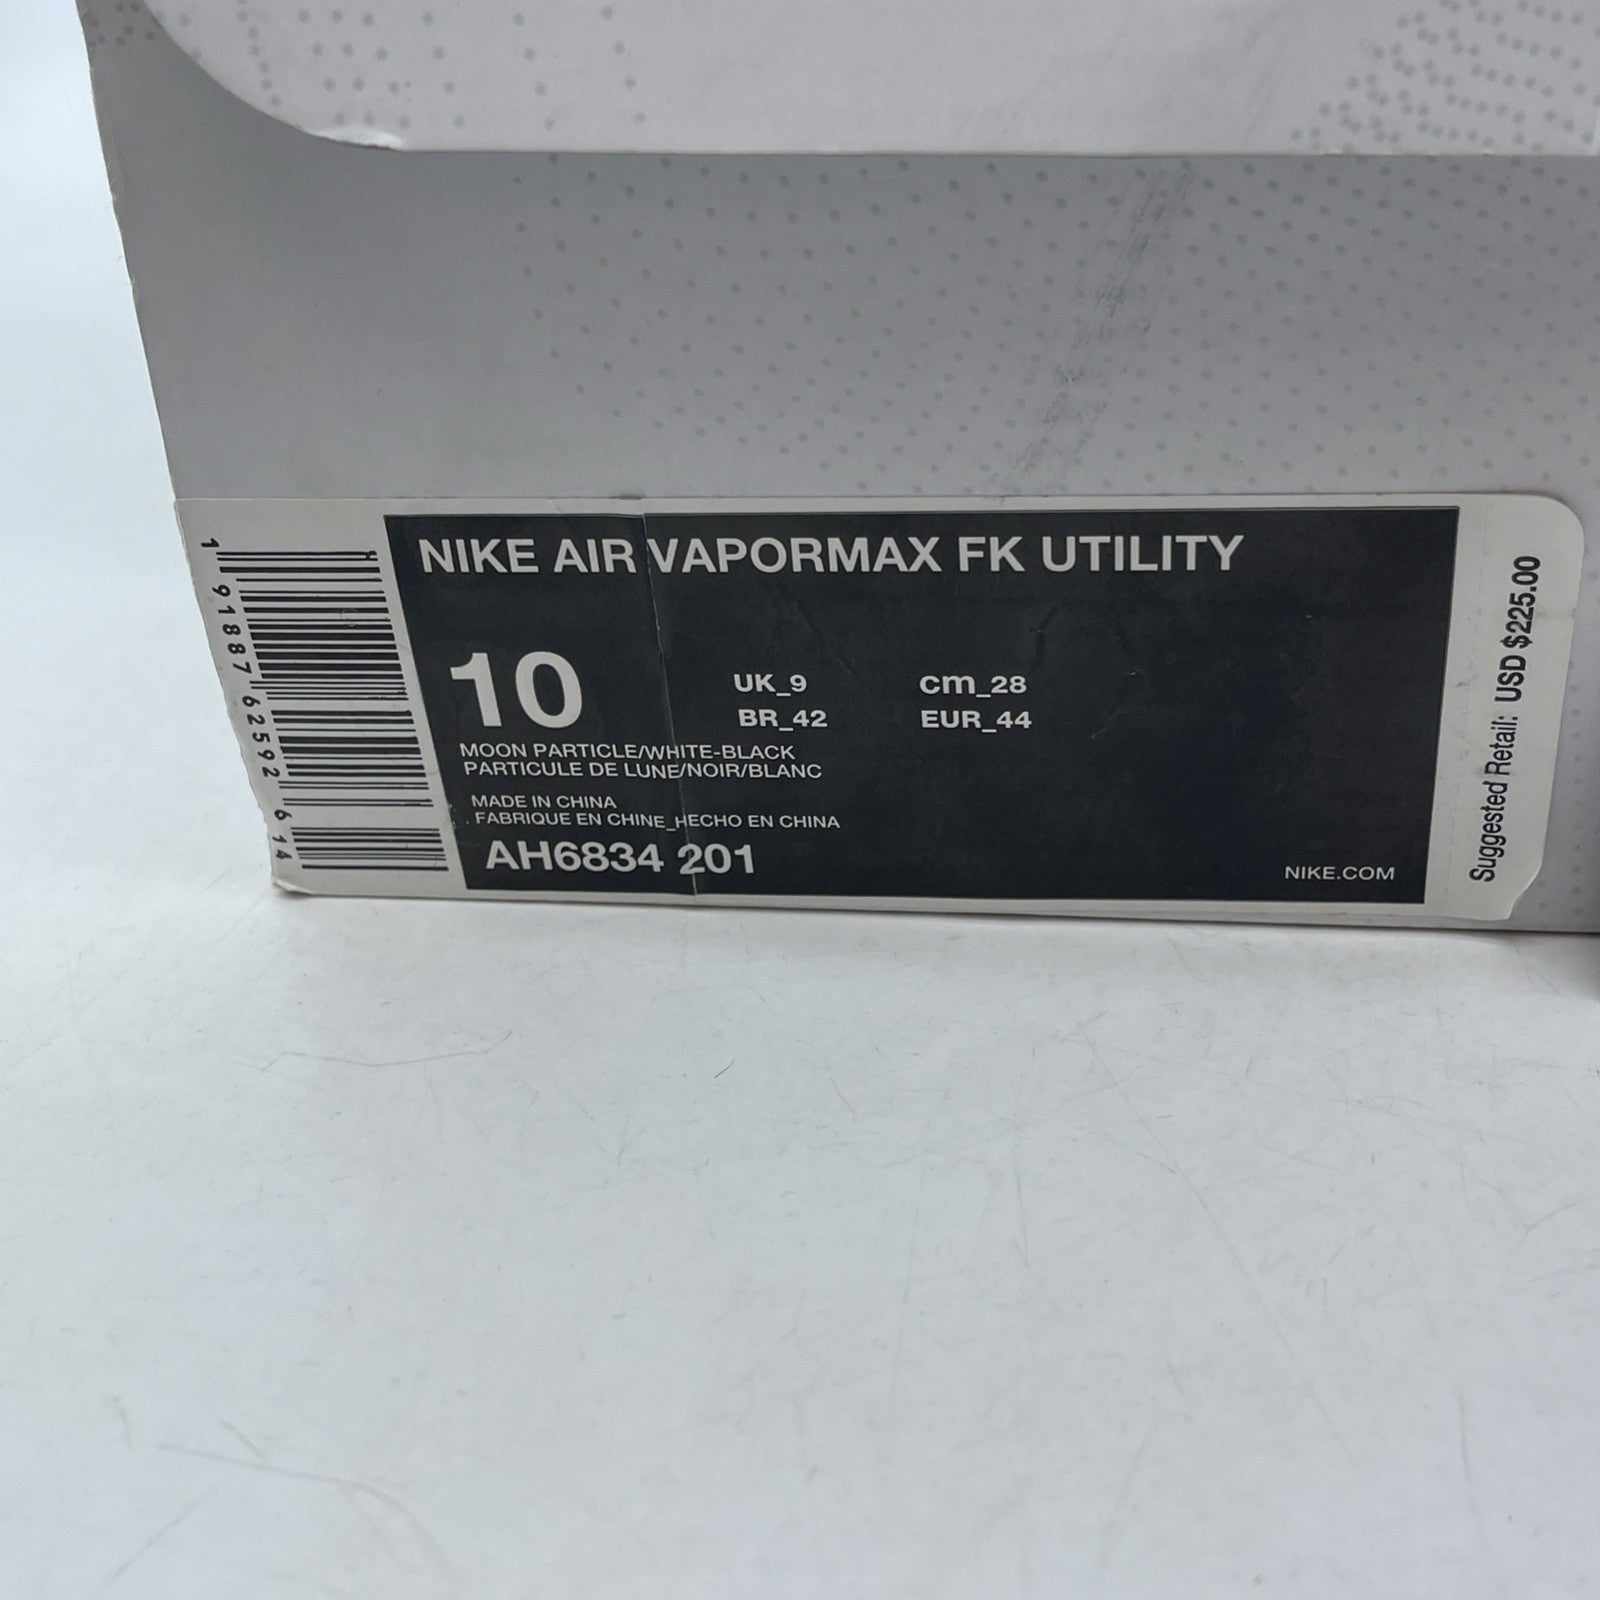 NIKE AIR VAPORMAX FK UTILITY
10
UK_9
cm_28
BR_42
EUR_44
MOON PARTICLE/WHITE-BLACK
PARTICULE DE LUNE/NOIR/BLANC
MADE IN CHINA
FABRIQUE EN CHINE_HECHO EN CHINA
AH6834 201
NIKE.COM
1 91887 62592 6 14
Suggested Retail: USD $225.00